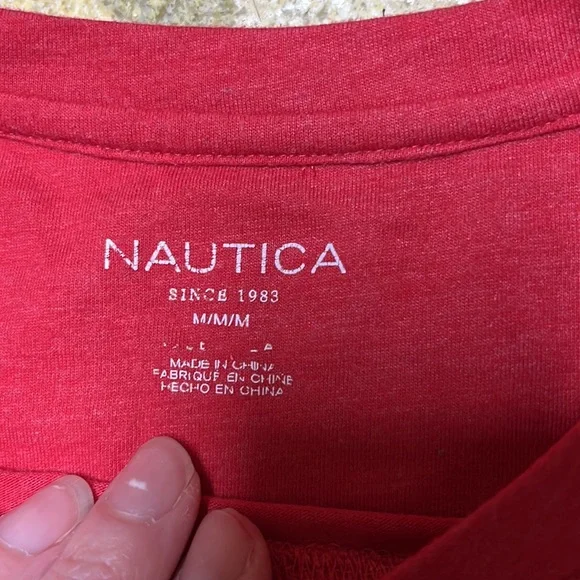 NAUTICA
SINCE 1983
M/M/M
MADE IN CHINA
FABRIQUÉ EN CHINE
HECHO EN CHINA